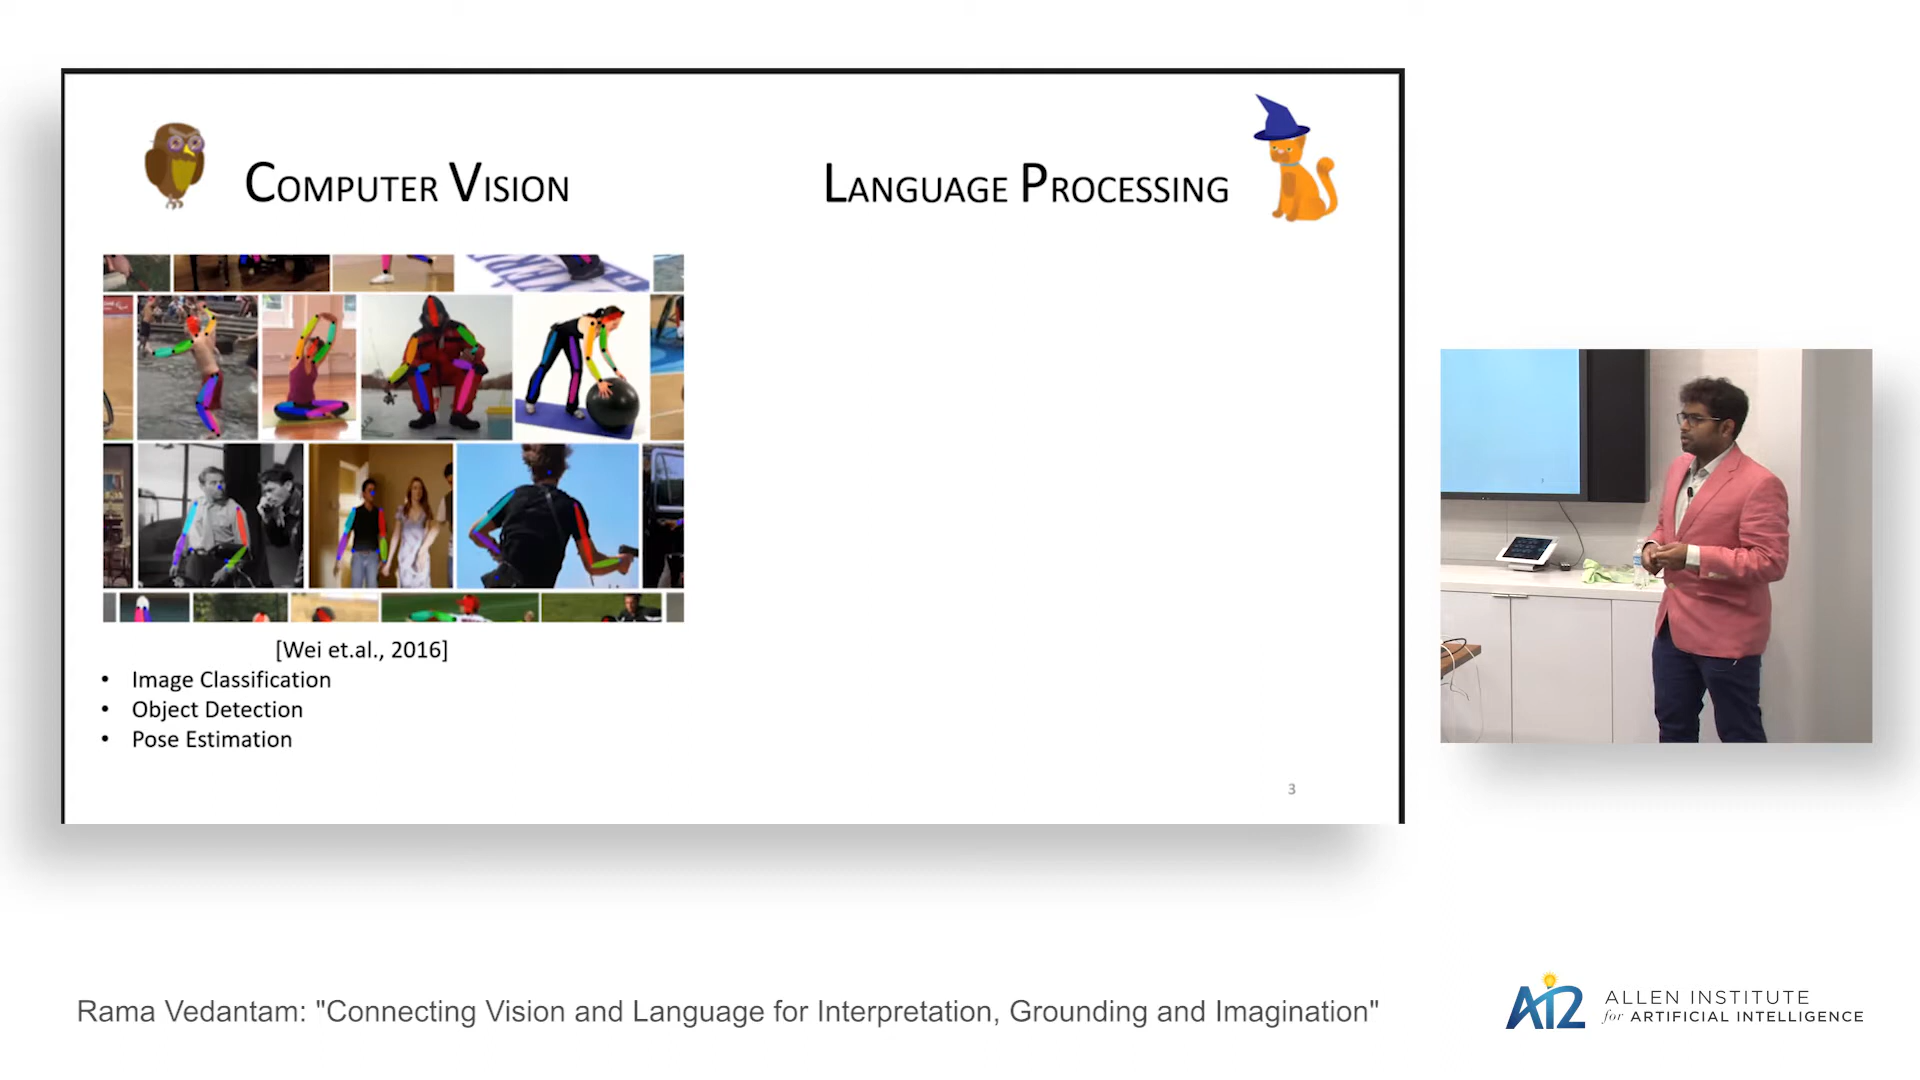 COMPUTER VISION
LANGUAGE PROCESSING
[Wei et.al., 2016]
• Image Classification
• Object Detection
• Pose Estimation
3
Rama Vedantam: "Connecting Vision and Language for Interpretation, Grounding and Imagination"
AI2
ALLEN INSTITUTE
for ARTIFICIAL INTELLIGENCE